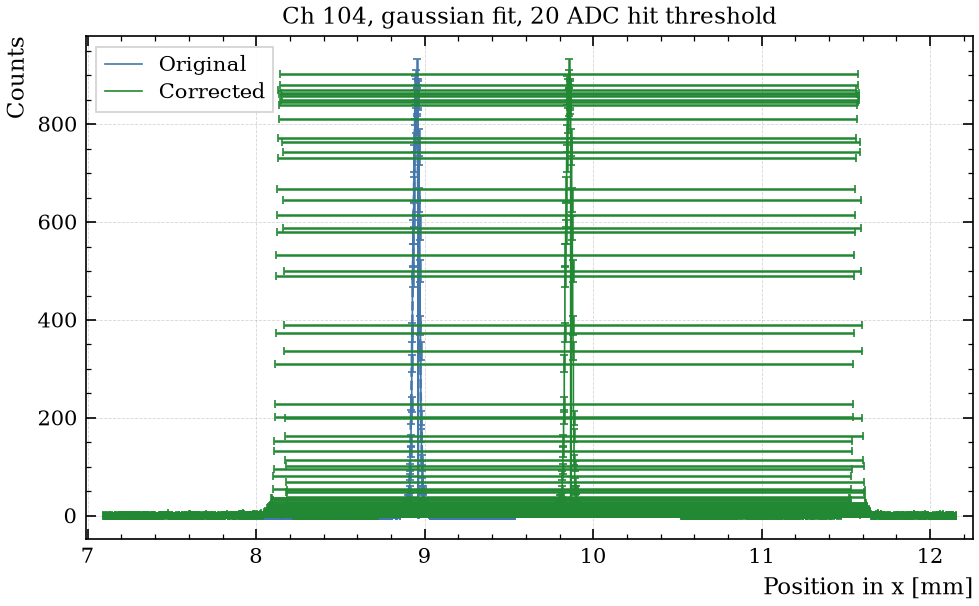 Ch 104, gaussian fit, 20 ADC hit threshold
Counts
Original
Corrected
800
600
400
200
0
7
8
9
10
11
12
Position in x [mm]